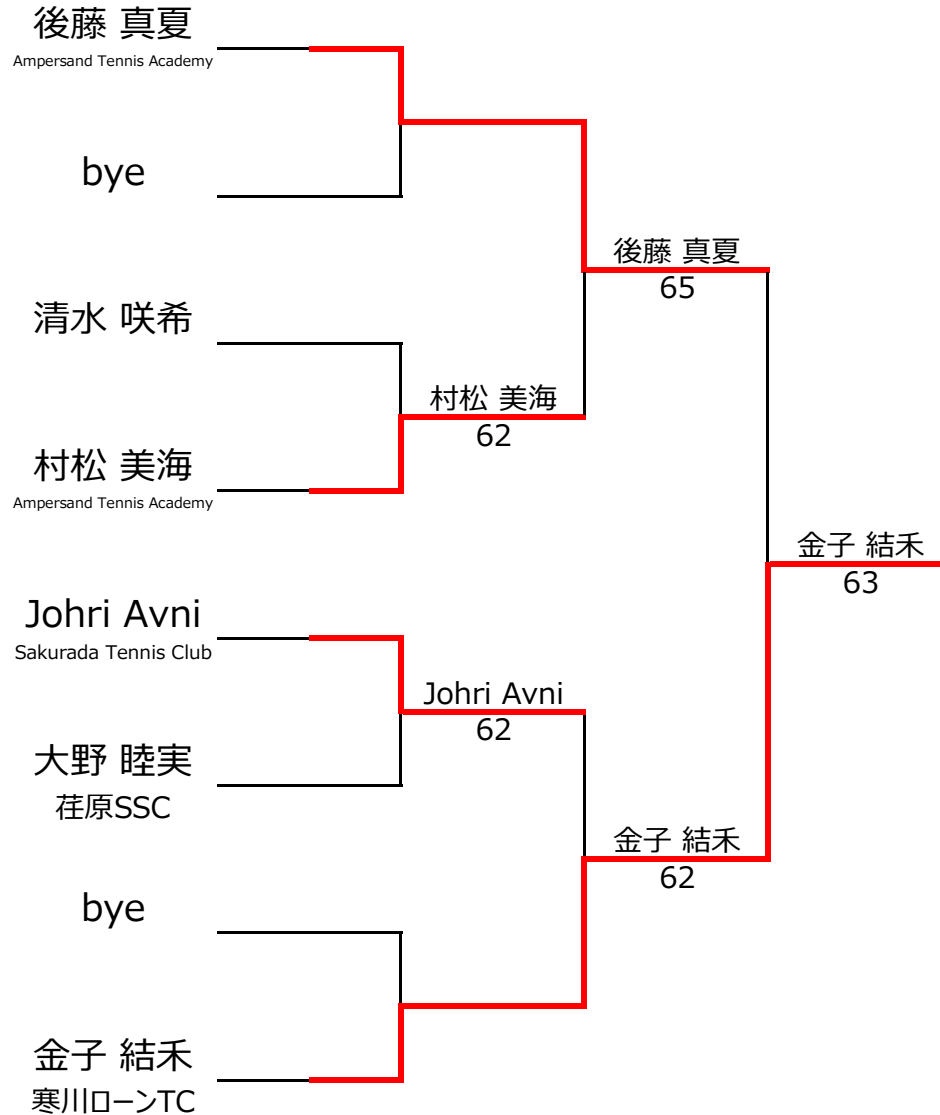 後藤 真夏
Ampersand Tennis Academy
bye
後藤 真夏
65
清水 咲希
村松 美海
62
村松 美海
Ampersand Tennis Academy
金子 結禾
63
Johri Avni
Sakurada Tennis Club
Johri Avni
62
大野 睦実
荏原SSC
金子 結禾
62
bye
金子 結禾
寒川ローンTC